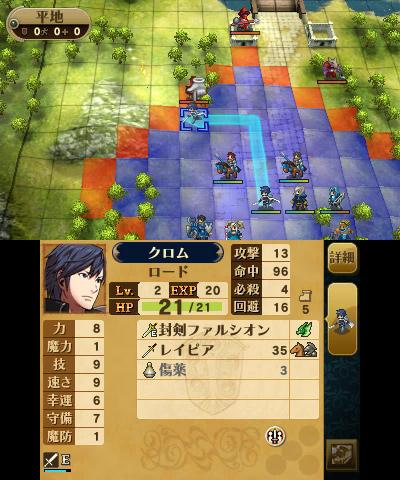 平地
0 0 0
クロム
ロード
Lv. 2 EXP 20
HP 21/21
攻撃 13
命中 96
必殺 4
回避 16
5
詳細
力 8
魔力 1
技 9
速さ 9
幸運 6
守備 7
魔防 1
E
E 封剣ファルシオン
レイピア 35
傷薬 3